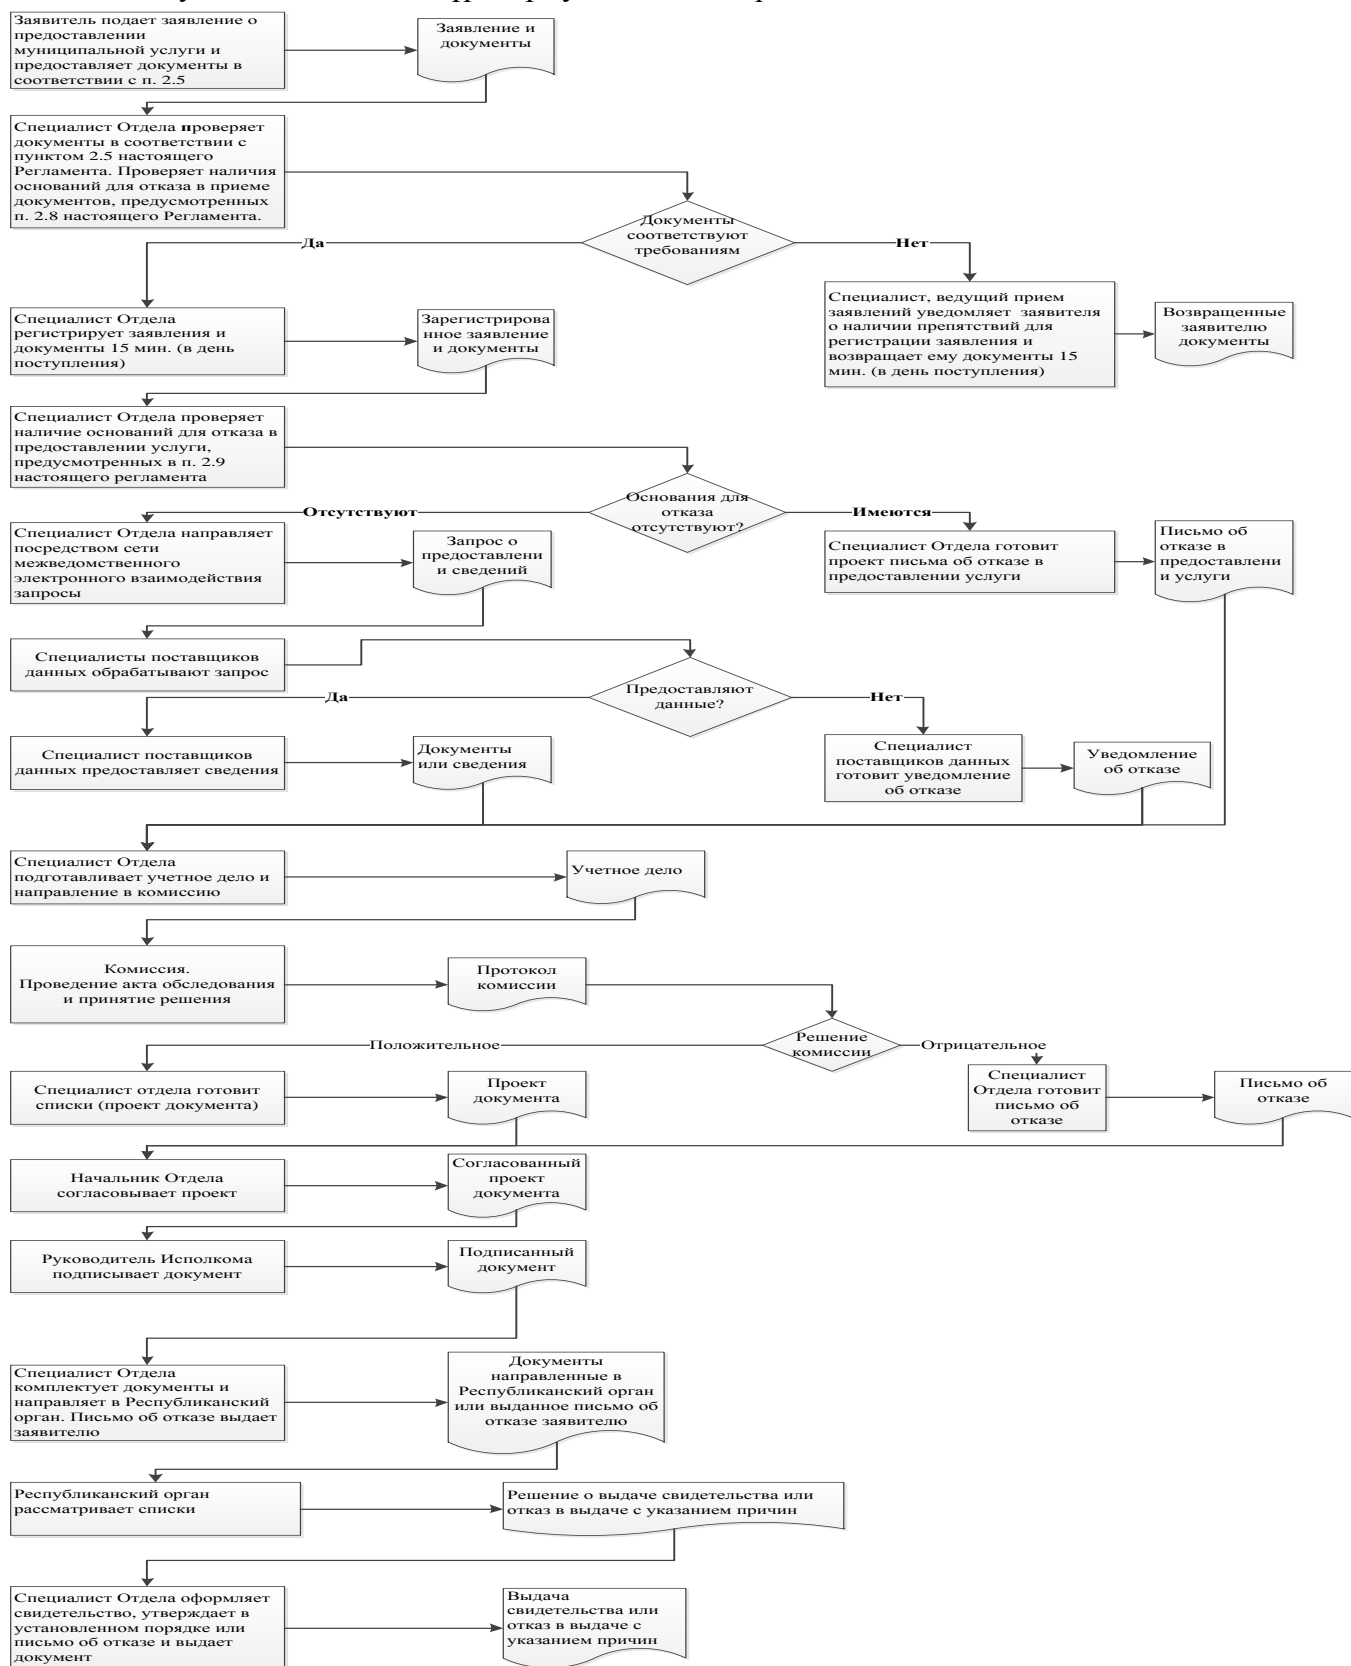 Заявитель подает заявление о
предоставлении
муниципальной услуги и
предоставляет документы в
соответствии с п. 2.5
Заявление и
документы
Специалист Отдела проверяет
документы в соответствии с
пунктом 2.5 настоящего
Регламента. Проверяет наличия
оснований для отказа в приеме
документов, предусмотренных
п. 2.8 настоящего Регламента.
Документы
соответствуют
требованиям
Да
Нет
Специалист Отдела
регистрирует заявления и
документы 15 мин. (в день
поступления)
Зарегистрирова
нное заявление
и документы
Специалист, ведущий прием
заявлений уведомляет заявителя
о наличии препятствий для
регистрации заявления и
возвращает ему документы 15
мин. (в день поступления)
Возвращенные
заявителю
документы
Специалист Отдела проверяет
наличие оснований для отказа в
предоставлении услуги,
предусмотренных в п. 2.9
настоящего регламента
Основания для
отказа
отсутствуют?
Отсутствуют
Имеются
Специалист Отдела направляет
посредством сети
межведомственного
электронного взаимодействия
запросы
Запрос о
предоставлени
и сведений
Специалист Отдела готовит
проект письма об отказе в
предоставлении услуги
Письмо об
отказе в
предоставлени
и услуги
Специалисты поставщиков
данных обрабатывают запрос
Предоставляют
данные?
Да
Нет
Специалист поставщиков
данных предоставляет сведения
Документы
или сведения
Специалист
поставщиков данных
готовит уведомление
об отказе
Уведомление
об отказе
Специалист Отдела
подготавливает учетное дело и
направление в комиссию
Учетное дело
Комиссия.
Проведение акта обследования
и принятие решения
Протокол
комиссии
Решение
комиссии
Положительное
Отрицательное
Специалист отдела готовит
списки (проект документа)
Проект
документа
Специалист
Отдела готовит
письмо об
отказе
Письмо об
отказе
Начальник Отдела
согласовывает проект
Согласованный
проект
документа
Руководитель Исполкома
подписывает документ
Подписанный
документ
Специалист Отдела
комплектует документы и
направляет в Республиканский
орган. Письмо об отказе выдает
заявителю
Документы
направленные в
Республиканский орган
или выданное письмо об
отказе заявителю
Республиканский орган
рассматривает списки
Решение о выдаче свидетельства или
отказ в выдаче с указанием причин
Специалист Отдела оформляет
свидетельство, утверждает в
установленном порядке или
письмо об отказе и выдает
документ
Выдача
свидетельства или
отказ в выдаче с
указанием причин